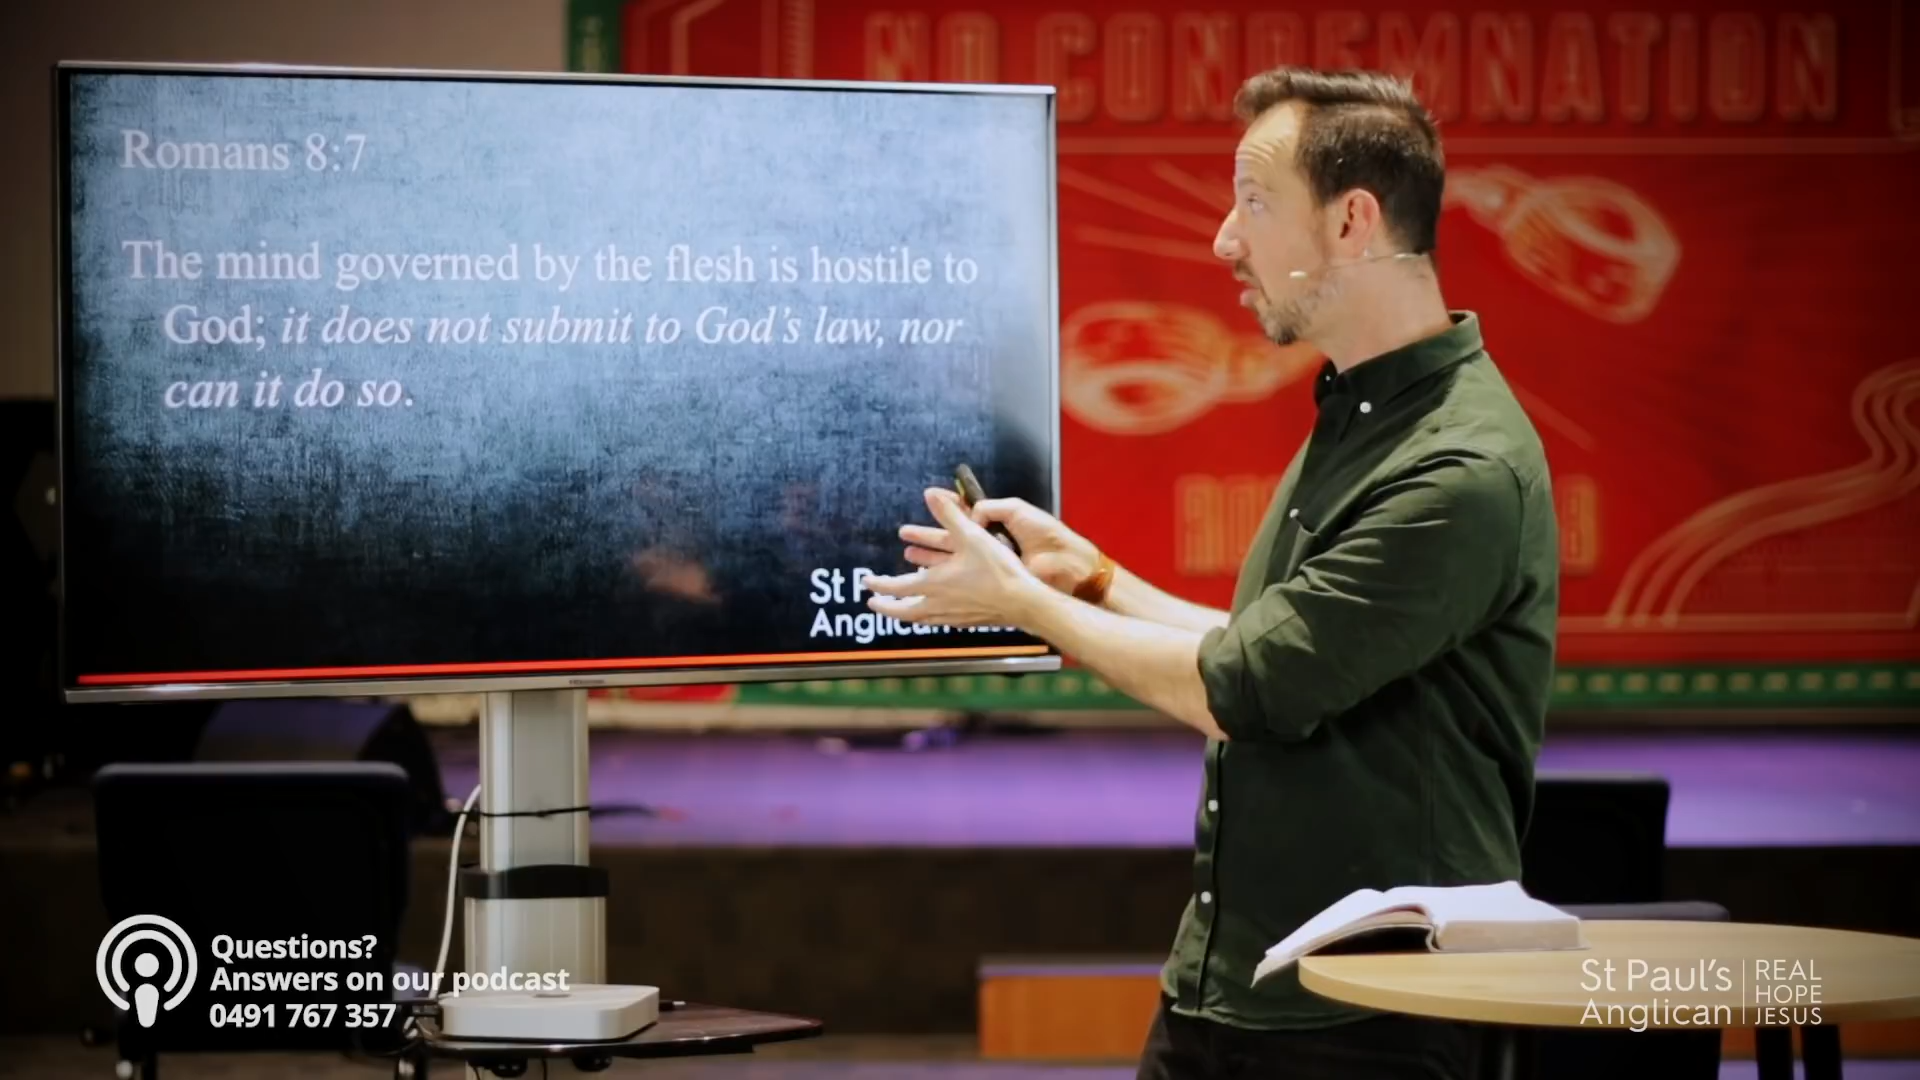 NO CONDEMNATION
Romans 8:7
The mind governed by the flesh is hostile to
God; it does not submit to God's law, nor
can it do so.
St
Anglican
Questions?
Answers on our podcast
0491 767 357
St Paul's
Anglican
REAL
HOPE
JESUS